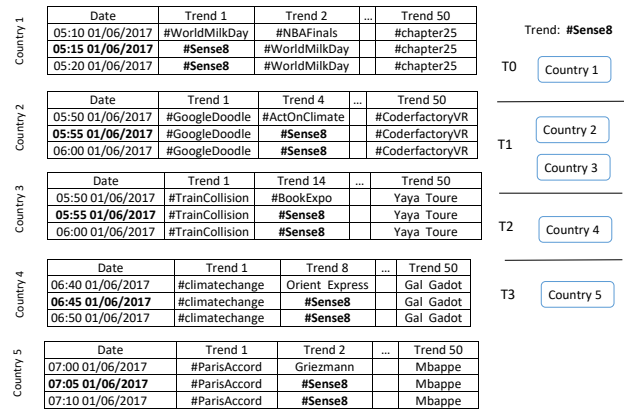 Country 1
Date Trend 1 Trend 2 ... Trend 50
05:10 01/06/2017 #WorldMilkDay #NBAFinals #chapter25
05:15 01/06/2017 #Sense8 #WorldMilkDay #chapter25
05:20 01/06/2017 #Sense8 #WorldMilkDay #chapter25
Country 2
Date Trend 1 Trend 4 ... Trend 50
05:50 01/06/2017 #GoogleDoodle #ActOnClimate #CoderfactoryVR
05:55 01/06/2017 #GoogleDoodle #Sense8 #CoderfactoryVR
06:00 01/06/2017 #GoogleDoodle #Sense8 #CoderfactoryVR
Country 3
Date Trend 1 Trend 14 ... Trend 50
05:50 01/06/2017 #TrainCollision #BookExpo Yaya Toure
05:55 01/06/2017 #TrainCollision #Sense8 Yaya Toure
06:00 01/06/2017 #TrainCollision #Sense8 Yaya Toure
Country 4
Date Trend 1 Trend 8 ... Trend 50
06:40 01/06/2017 #climatechange Orient Express Gal Gadot
06:45 01/06/2017 #climatechange #Sense8 Gal Gadot
06:50 01/06/2017 #climatechange #Sense8 Gal Gadot
Country 5
Date Trend 1 Trend 2 ... Trend 50
07:00 01/06/2017 #ParisAccord Griezmann Mbappe
07:05 01/06/2017 #ParisAccord #Sense8 Mbappe
07:10 01/06/2017 #ParisAccord #Sense8 Mbappe
Trend: #Sense8
T0 Country 1
T1 Country 2
Country 3
T2 Country 4
T3 Country 5